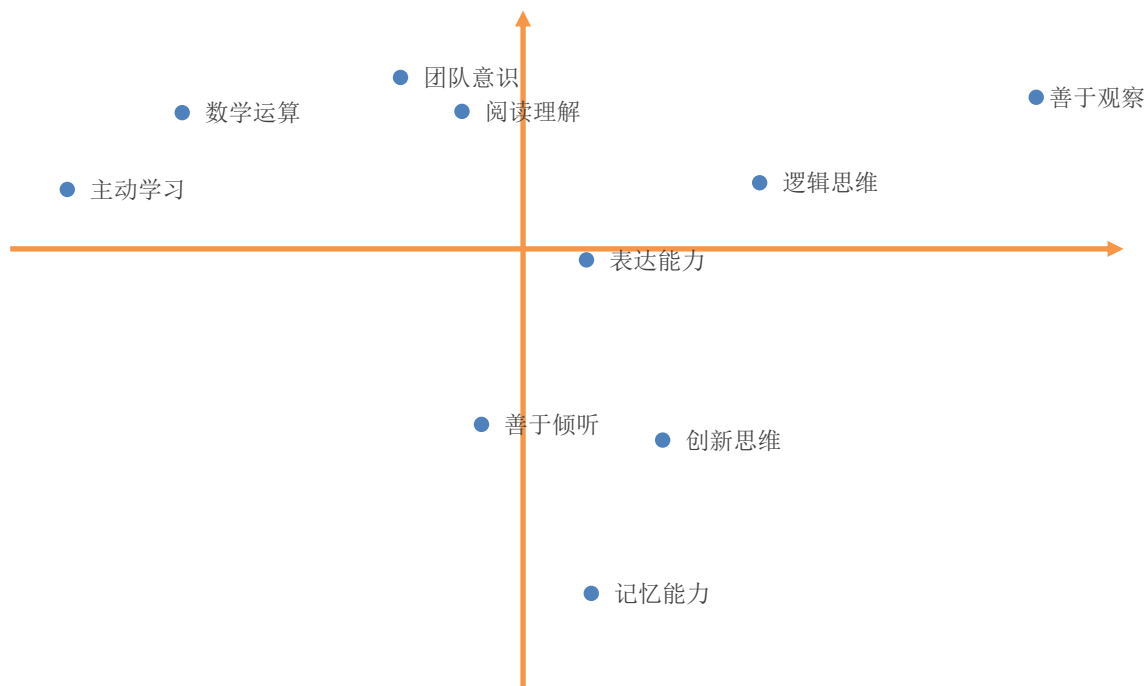 团队意识
善于观察
数学运算
阅读理解
主动学习
逻辑思维
表达能力
善于倾听
创新思维
记忆能力